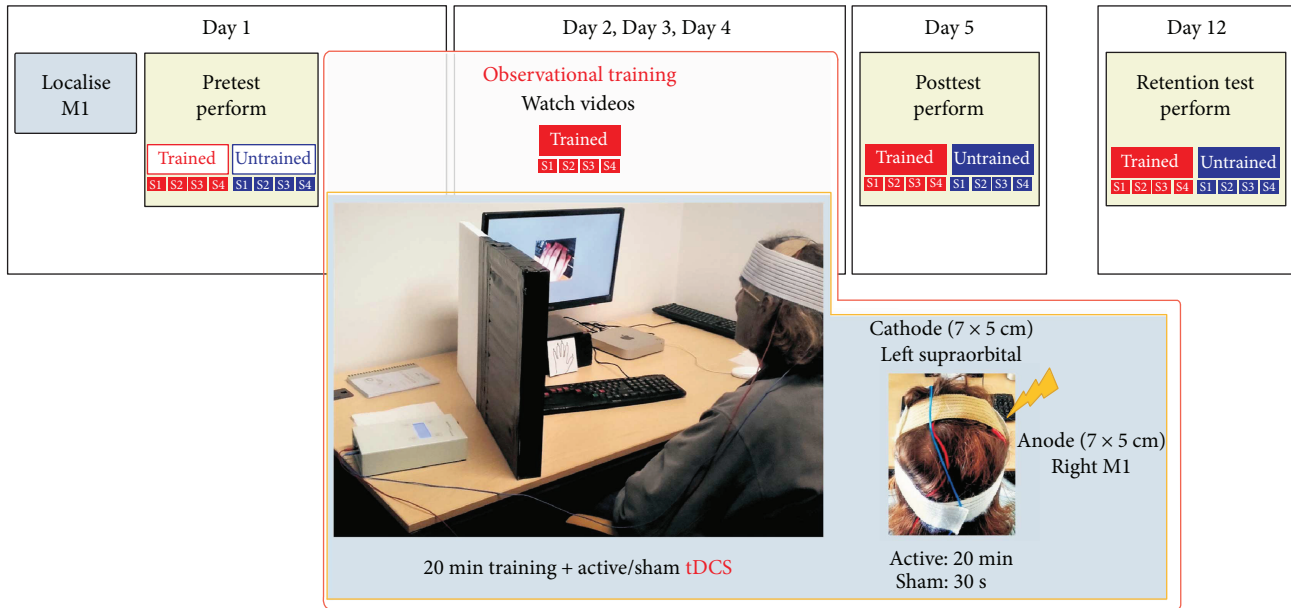 Day 1
Localise
M1
Pretest
perform
Trained Untrained
S1 S2 S3 S4 S1 S2 S3 S4
Day 2, Day 3, Day 4
Observational training
Watch videos
Trained
S1 S2 S3 S4
20 min training + active/sham tDCS
Cathode (7 × 5 cm)
Left supraorbital
Anode (7 × 5 cm)
Right M1
Active: 20 min
Sham: 30 s
Day 5
Posttest
perform
Trained Untrained
S1 S2 S3 S4 S1 S2 S3 S4
Day 12
Retention test
perform
Trained Untrained
S1 S2 S3 S4 S1 S2 S3 S4